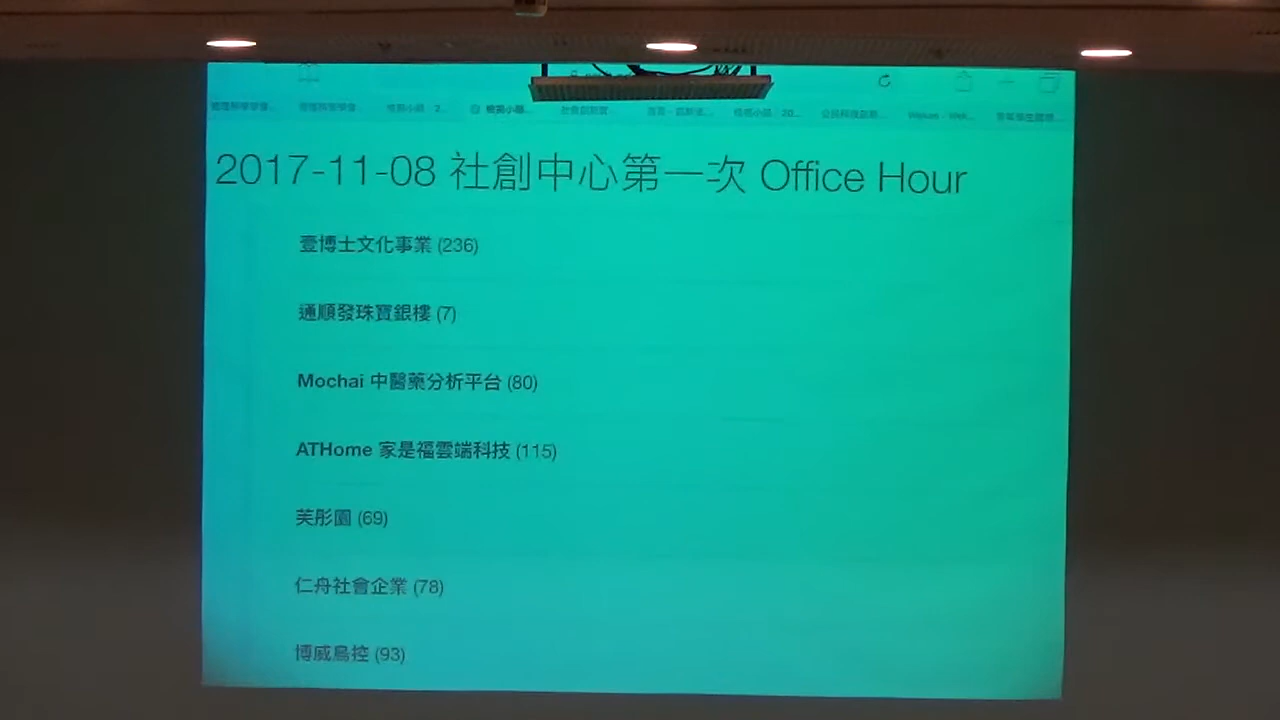 2017-11-08 社創中心第一次 Office Hour
壹博士文化事業 (236)
通順發珠寶銀樓 (7)
Mochai 中醫藥分析平台 (80)
ATHome 家是福雲端科技 (115)
芙彤園 (69)
仁舟社會企業 (78)
博威鳥控 (93)